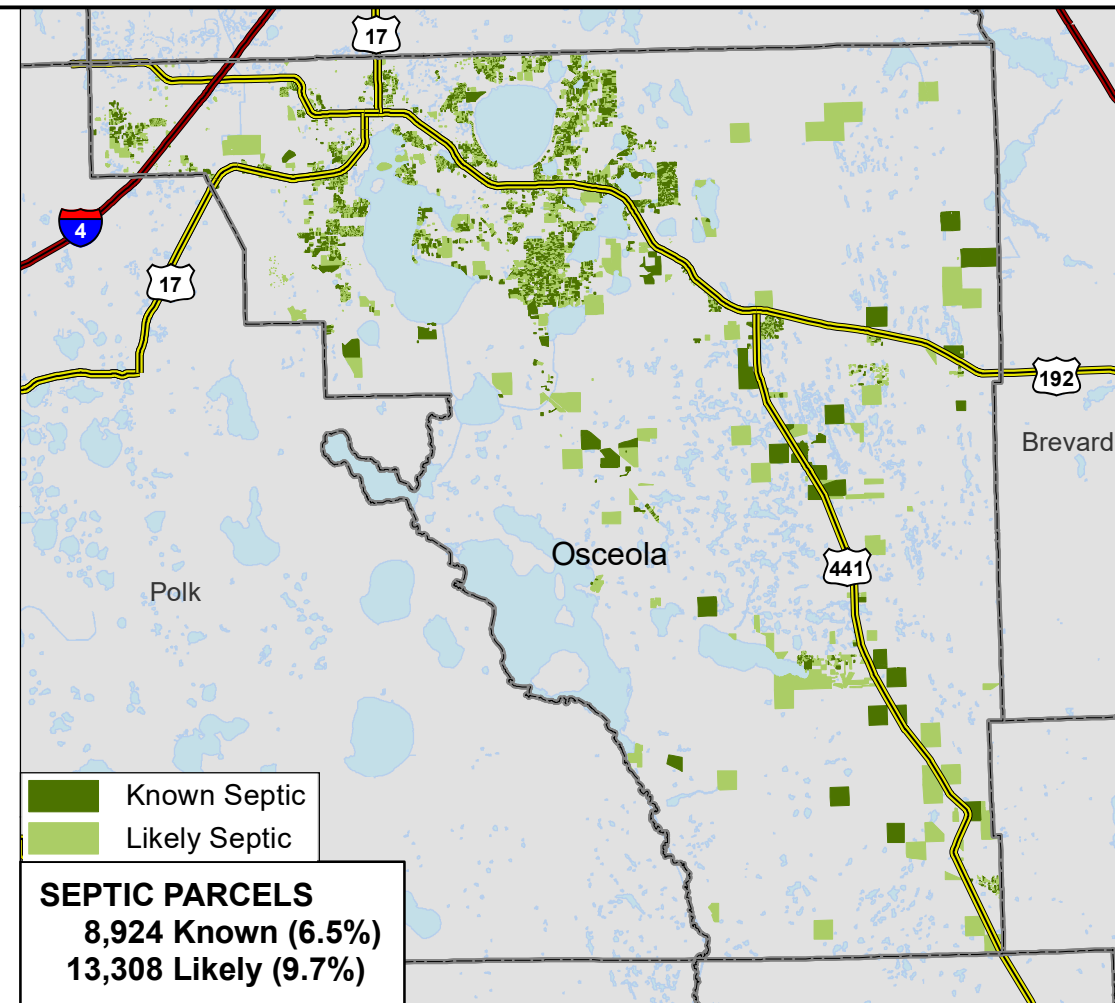 17
4
17
192
Brevard
Osceola
441
Polk
Known Septic
Likely Septic
SEPTIC PARCELS
8,924 Known (6.5%)
13,308 Likely (9.7%)